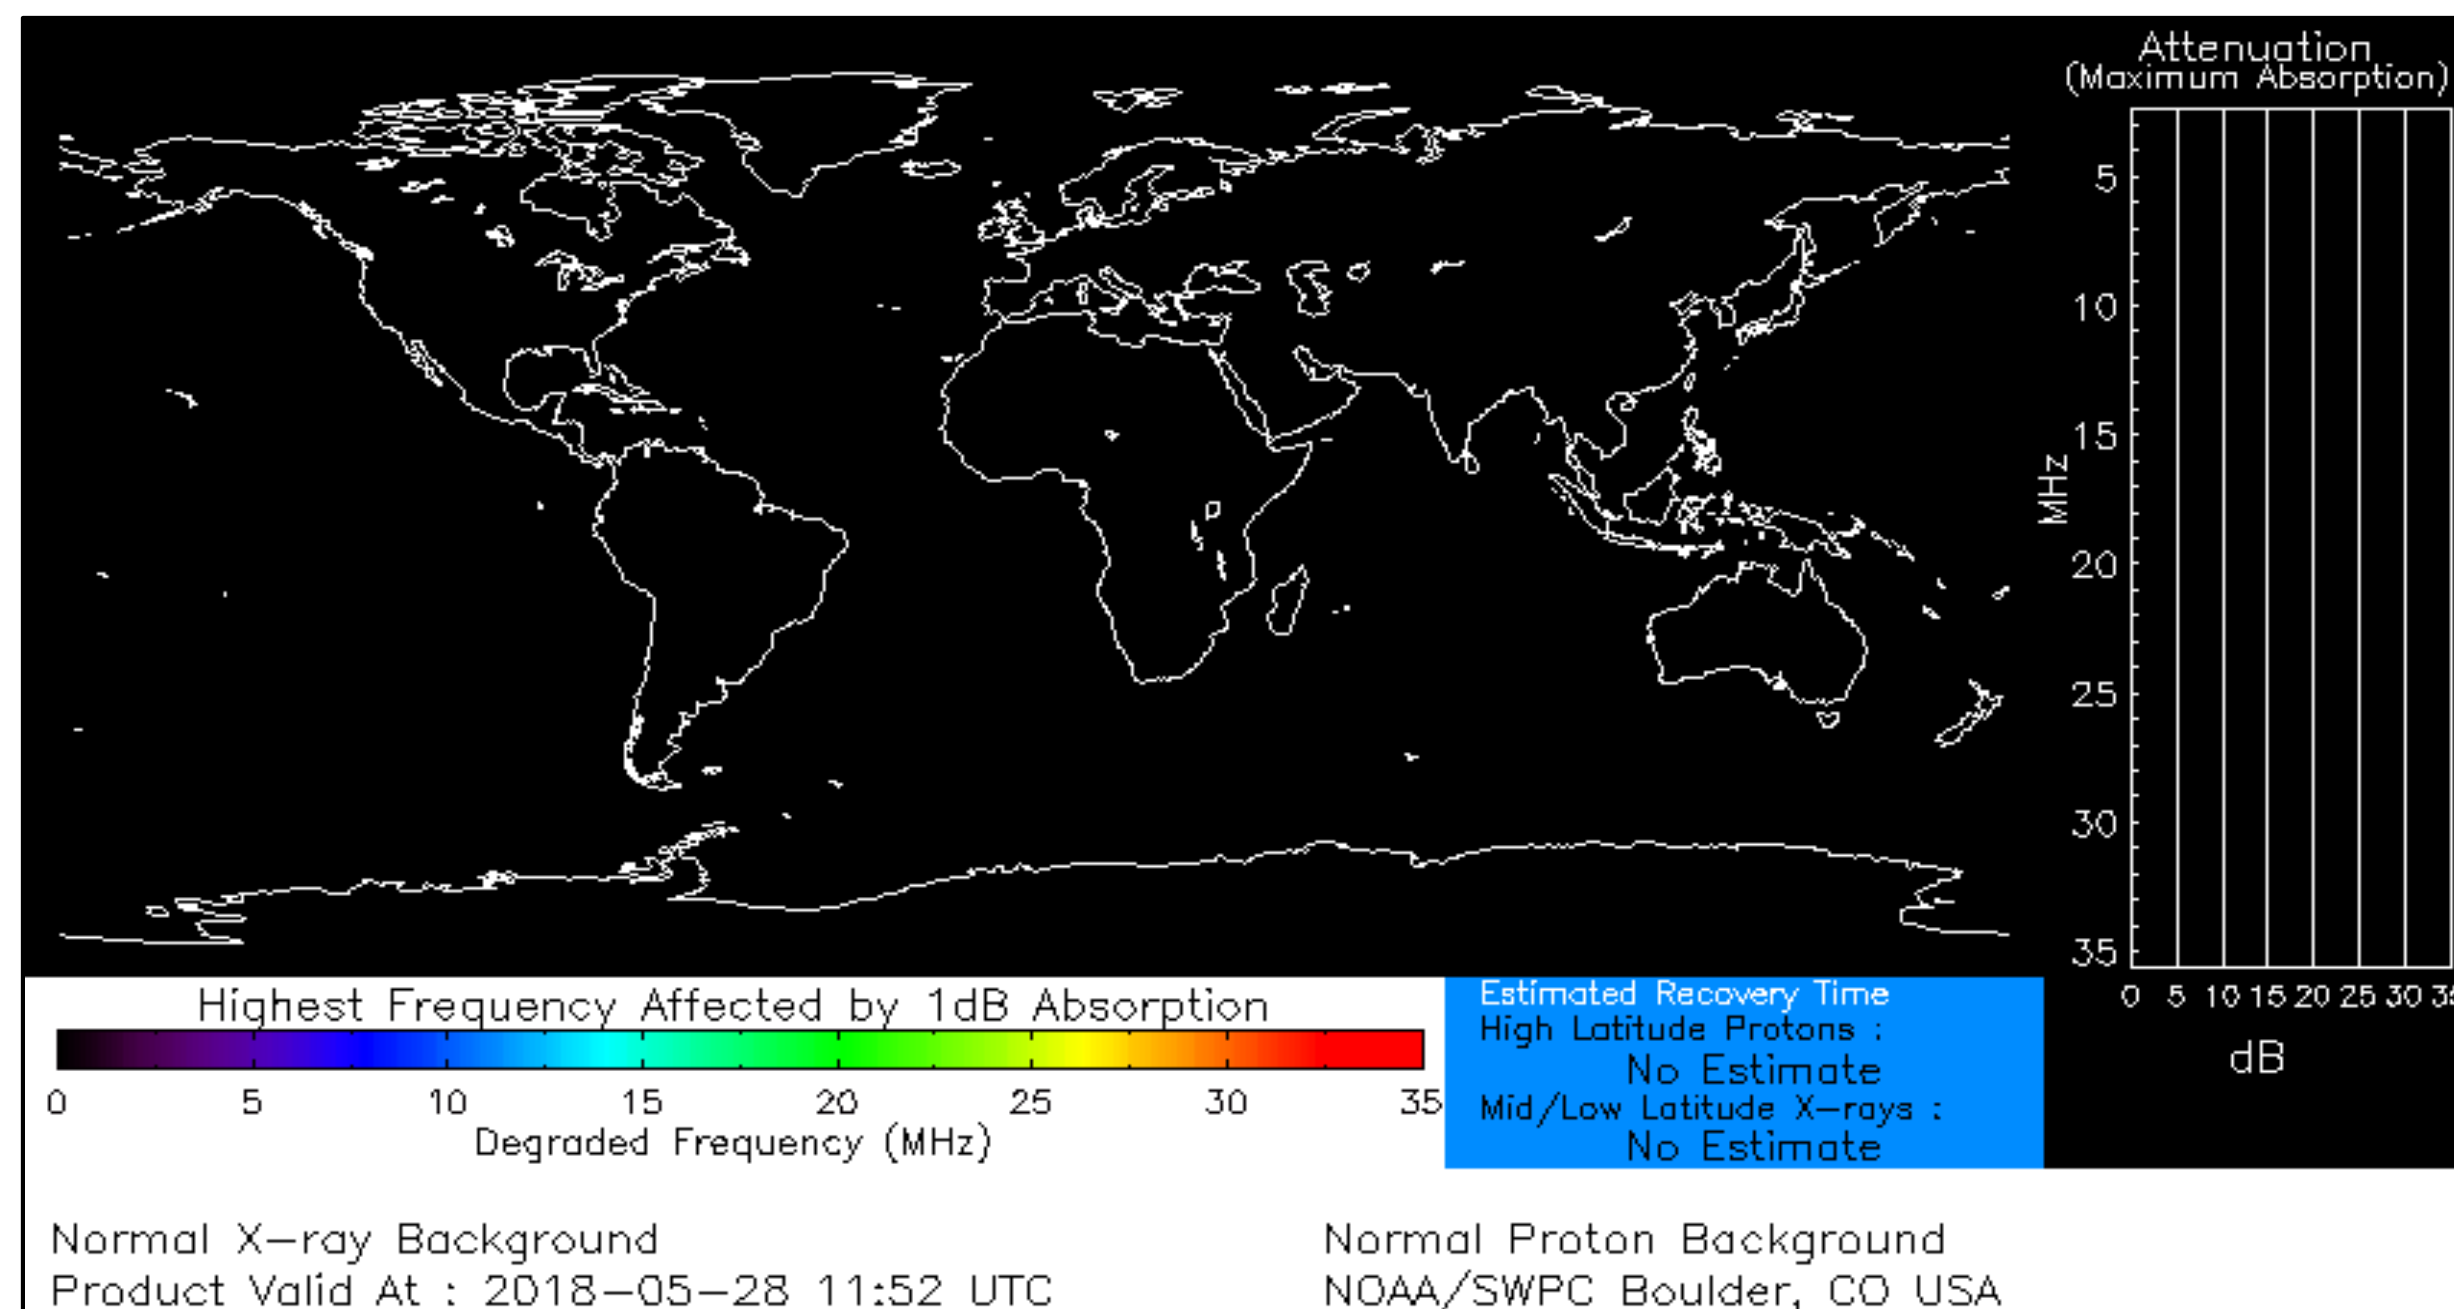 Attenuation
(Maximum Absorption)
5
10
15
20
25
30
35
MHz
0 5 10 15 20 25 30
dB
Highest Frequency Affected by 1dB Absorption
0 5 10 15 20 25 30 35
Degraded Frequency (MHz)
Estimated Recovery Time
High Latitude Protons :
No Estimate
Mid/Low Latitude X-rays :
No Estimate
Normal X-ray Background
Product Valid At : 2018-05-28 11:52 UTC
Normal Proton Background
NOAA/SWPC Boulder, CO USA